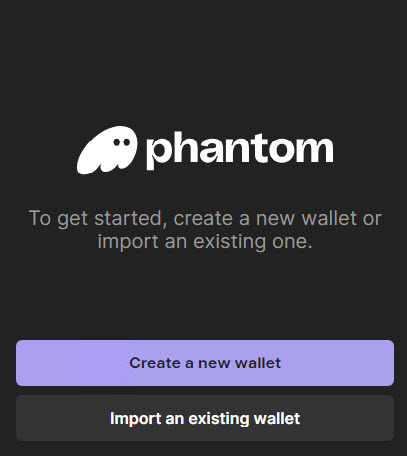 phantom
To get started, create a new wallet or
import an existing one.
Create a new wallet
Import an existing wallet